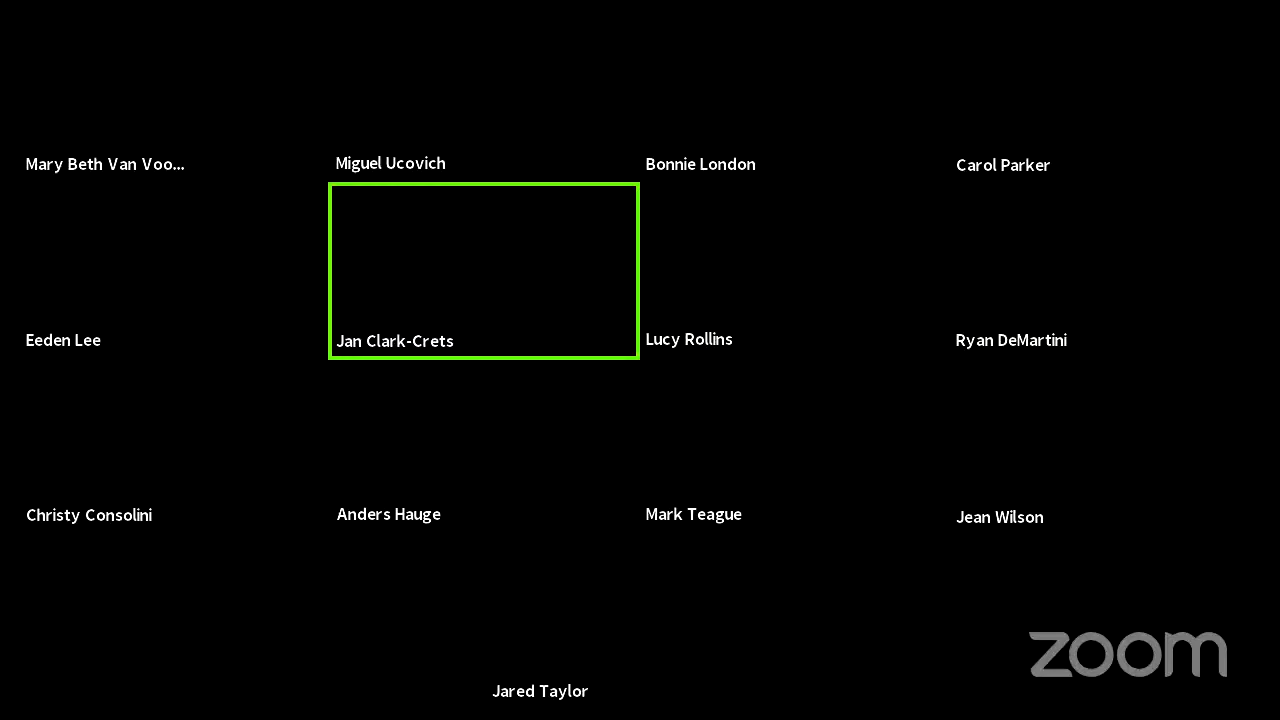 Mary Beth Van Voo...
Miguel Ucovich
Bonnie London
Carol Parker
Eeden Lee
Jan Clark-Crets
Lucy Rollins
Ryan DeMartini
Christy Consolini
Anders Hauge
Mark Teague
Jean Wilson
zoom
Jared Taylor